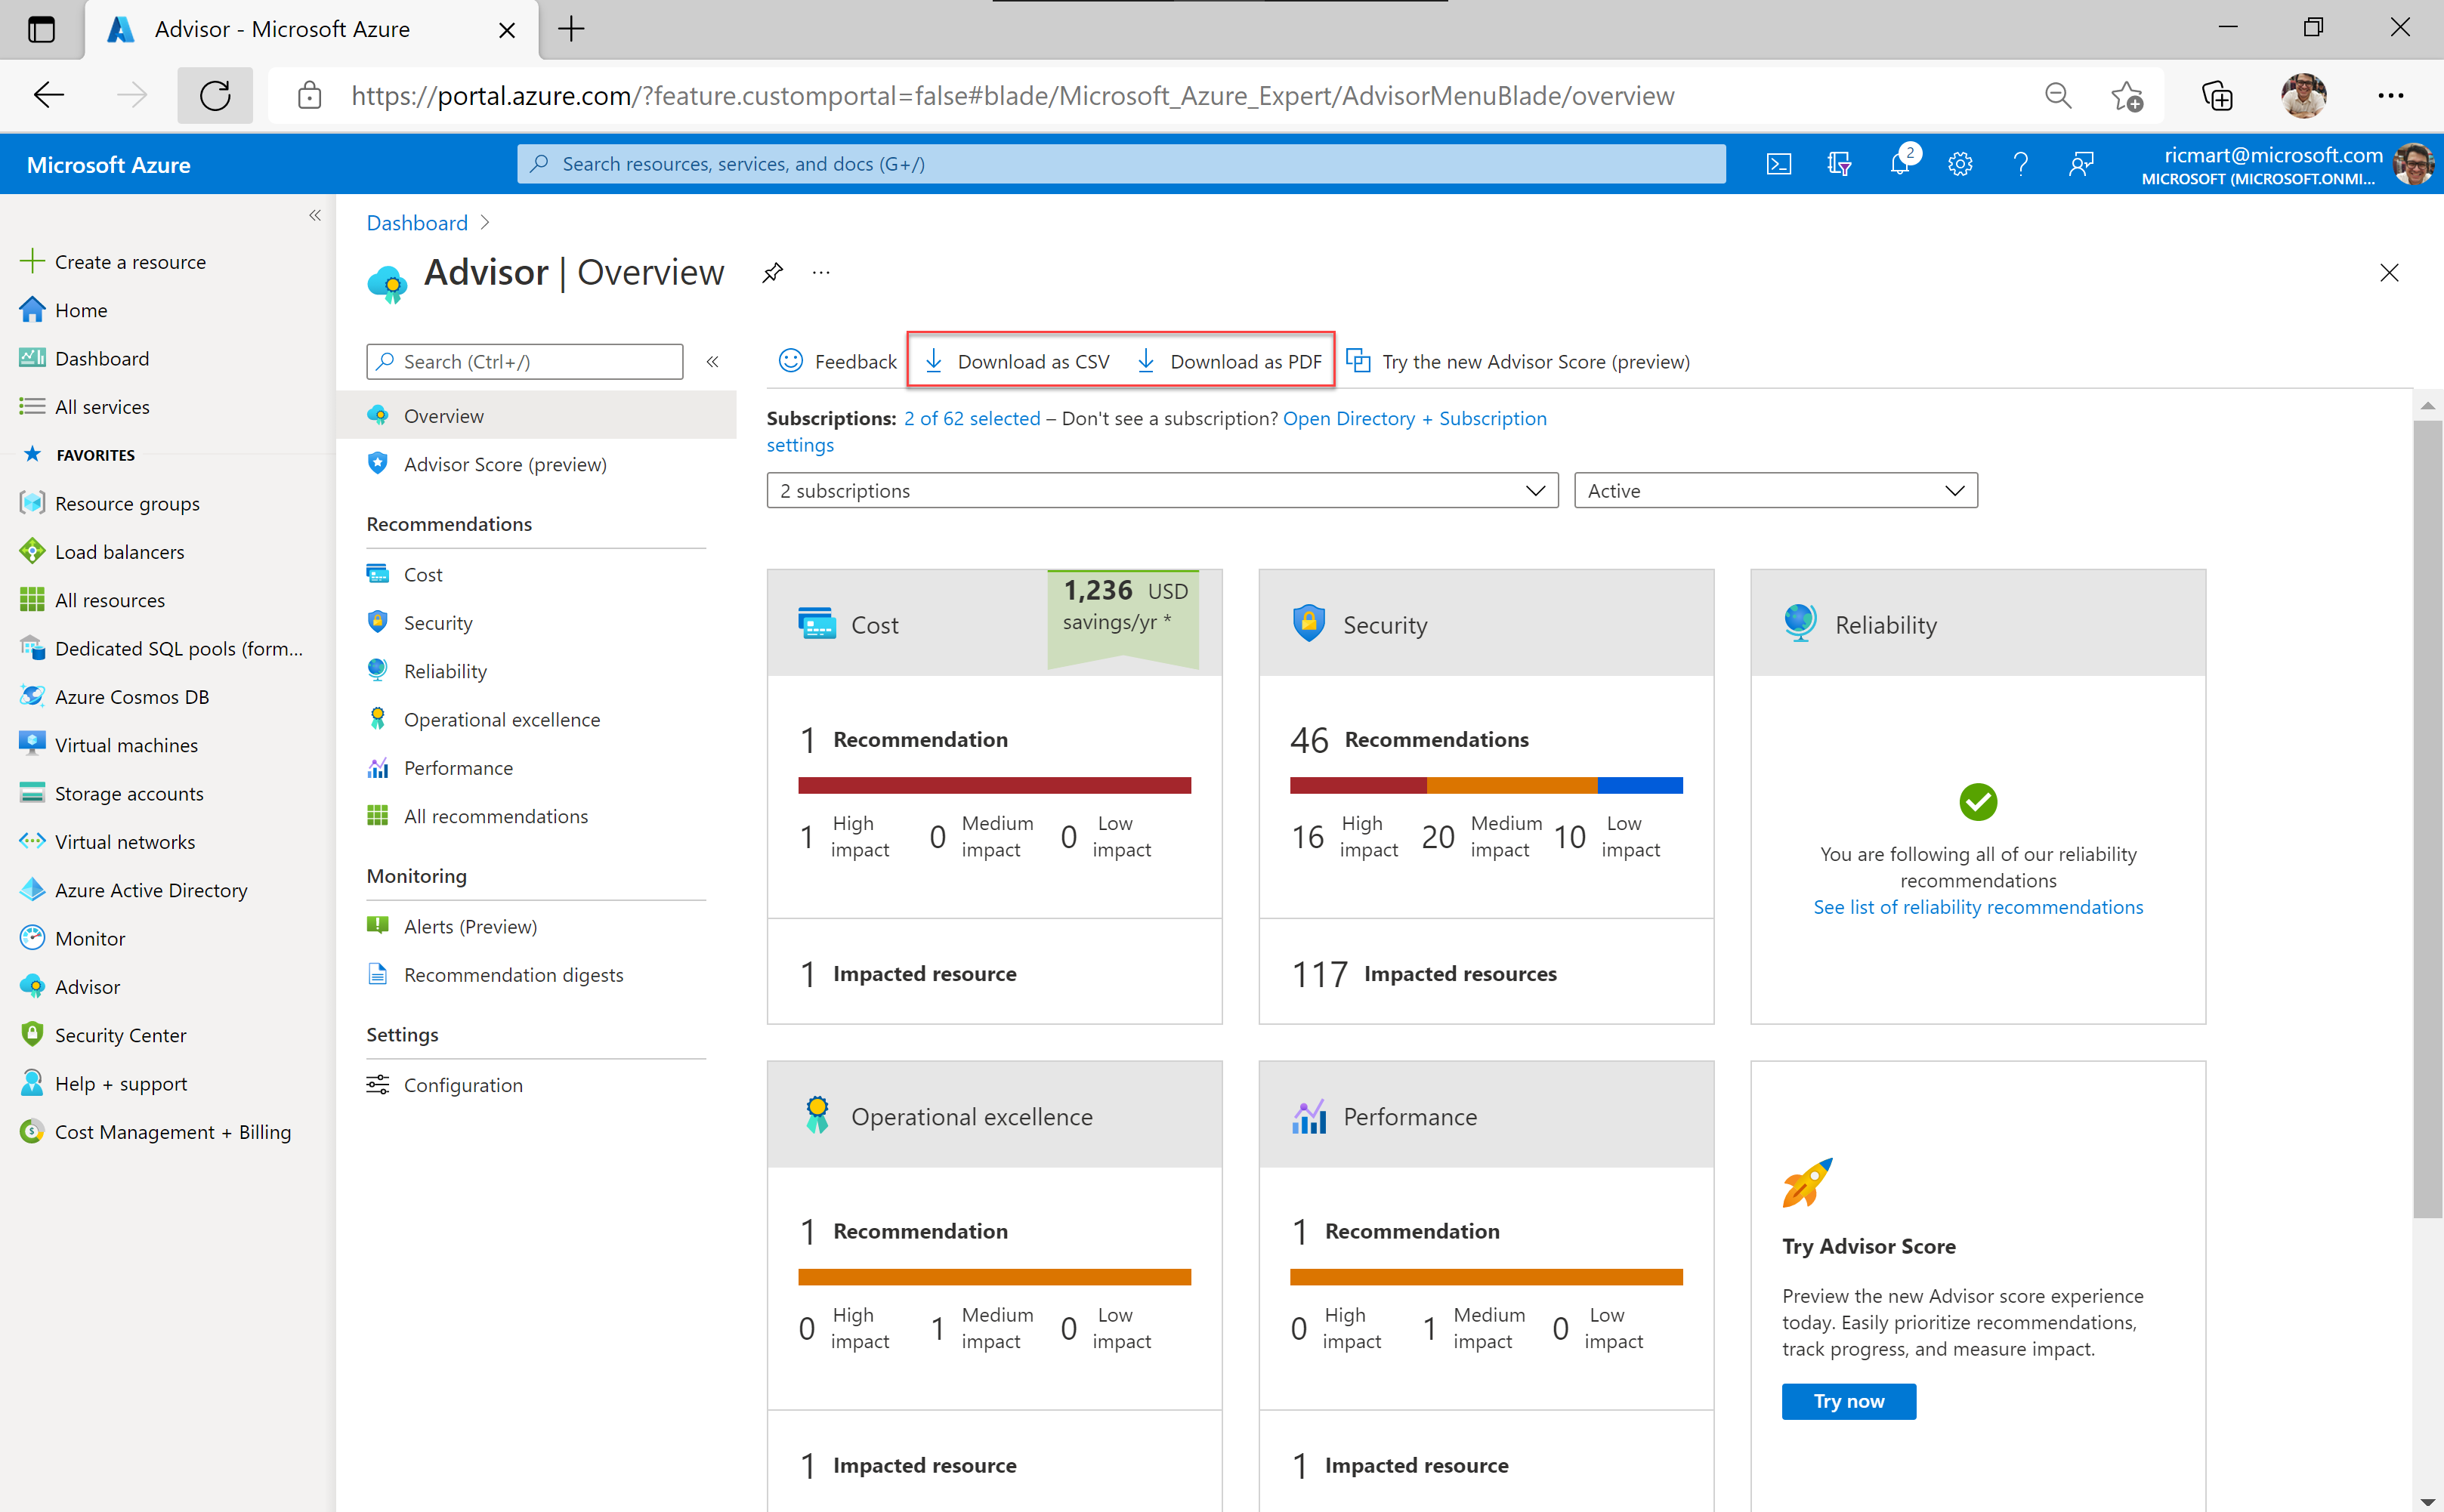 Advisor - Microsoft Azure
https://portal.azure.com/?feature.customportal=false#blade/Microsoft_Azure_Expert/AdvisorMenuBlade/overview
Microsoft Azure
Search resources, services, and docs (G+/)
2
ricmart@microsoft.com
MICROSOFT (MICROSOFT.ONMI...
Create a resource
Home
Dashboard
All services
FAVORITES
Resource groups
Load balancers
All resources
Dedicated SQL pools (form...
Azure Cosmos DB
Virtual machines
Storage accounts
Virtual networks
Azure Active Directory
Monitor
Advisor
Security Center
Help + support
Cost Management + Billing
Dashboard
Advisor | Overview
Search (Ctrl+/)
Overview
Advisor Score (preview)
Recommendations
Cost
Security
Reliability
Operational excellence
Performance
All recommendations
Monitoring
Alerts (Preview)
Recommendation digests
Settings
Configuration
Feedback
Download as CSV
Download as PDF
Try the new Advisor Score (preview)
Subscriptions: 2 of 62 selected – Don't see a subscription? Open Directory + Subscription
settings
2 subscriptions
Active
Cost
1,236 USD
savings/yr *
1 Recommendation
1 High impact
0 Medium impact
0 Low impact
1 Impacted resource
Security
46 Recommendations
16 High impact
20 Medium impact
10 Low impact
117 Impacted resources
Reliability
You are following all of our reliability
recommendations
See list of reliability recommendations
Operational excellence
1 Recommendation
0 High impact
1 Medium impact
0 Low impact
1 Impacted resource
Performance
1 Recommendation
0 High impact
1 Medium impact
0 Low impact
1 Impacted resource
Try Advisor Score
Preview the new Advisor score experience
today. Easily prioritize recommendations,
track progress, and measure impact.
Try now